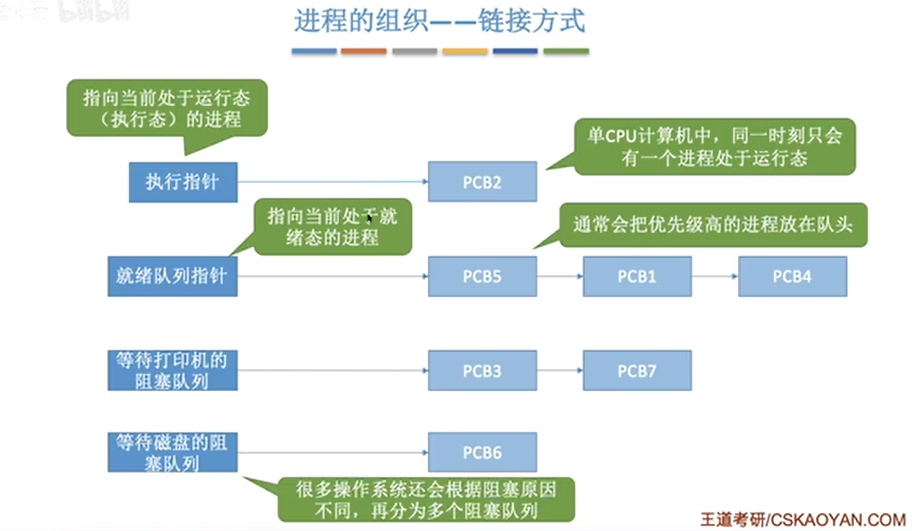 bilibili
进程的组织——链接方式
指向当前处于运行态
（执行态）的进程
单CPU计算机中，同一时刻只会
有一个进程处于运行态
执行指针
PCB2
指向当前处于就
绪态的进程
通常会把优先级高的进程放在队头
就绪队列指针
PCB5
PCB1
PCB4
等待打印机的
阻塞队列
PCB3
PCB7
等待磁盘的阻
塞队列
PCB6
很多操作系统还会根据阻塞原因
不同，再分为多个阻塞队列
王道考研/CSKAOYAN.COM